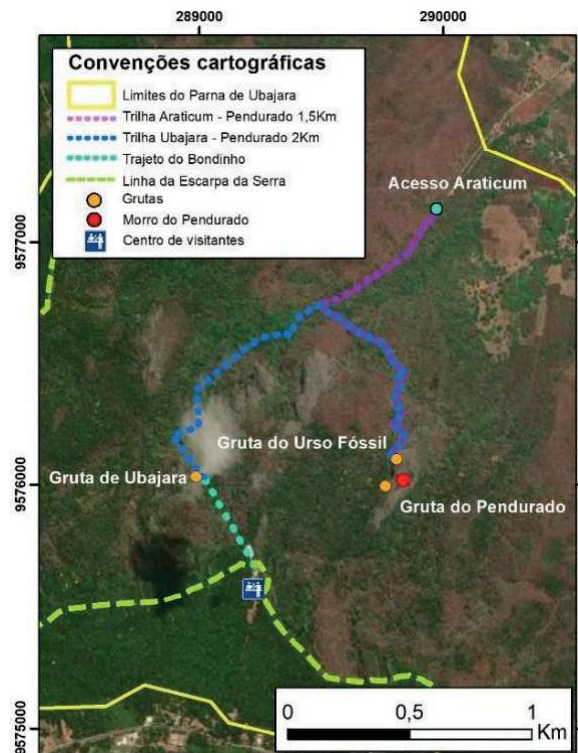 289000
290000
Convenções cartográficas
Limites do Parna de Ubajara
Trilha Araticum - Pendurado 1,5Km
Trilha Ubajara - Pendurado 2Km
Trajeto do Bondinho
Linha da Escarpa da Serra
Grutas
Morro do Pendurado
Centro de visitantes
Acesso Araticum
9577000
Gruta do Urso Fóssil
Gruta de Ubajara
9576000
Gruta do Pendurado
9575000
0 0,5 1
Km